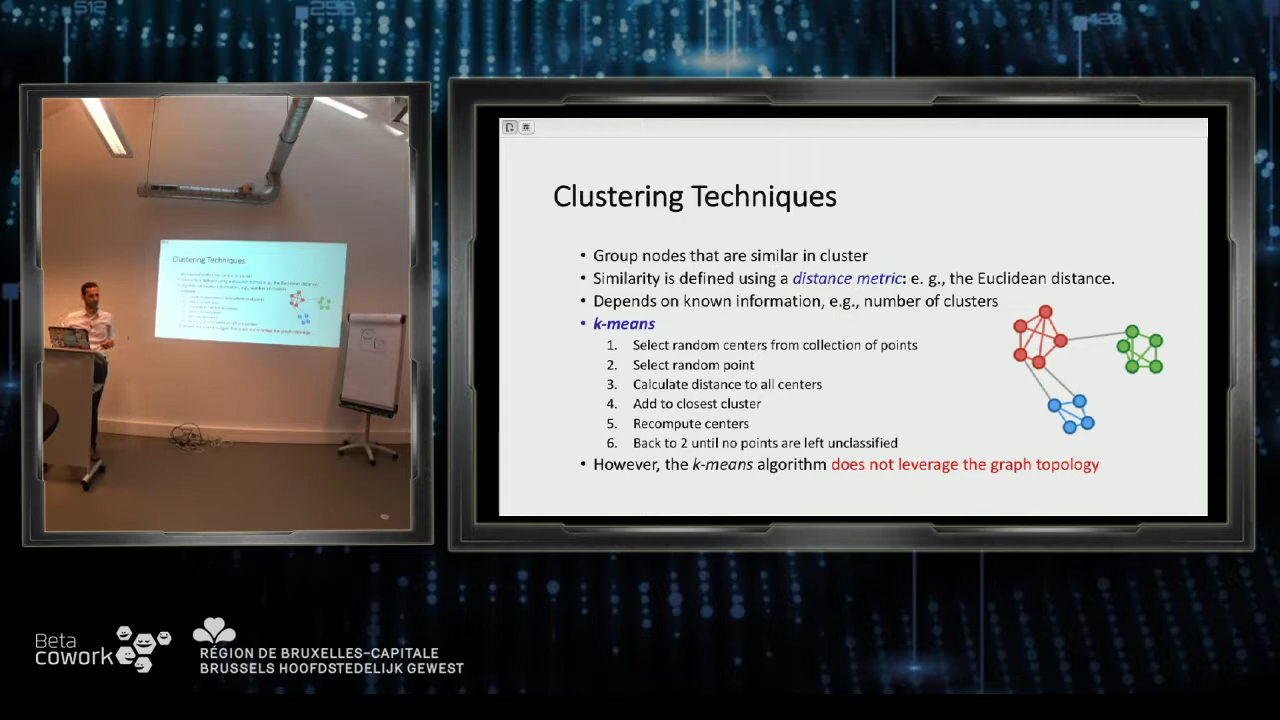 512
Clustering Techniques
• Group nodes that are similar in cluster
• Similarity is defined using a distance metric: e. g., the Euclidean distance.
• Depends on known information, e.g., number of clusters
• k-means
1. Select random centers from collection of points
2. Select random point
3. Calculate distance to all centers
4. Add to closest cluster
5. Recompute centers
6. Back to 2 until no points are left unclassified
• However, the k-means algorithm does not leverage the graph topology
Clustering Techniques
Beta
cowork
RÉGION DE BRUXELLES-CAPITALE
BRUSSELS HOOFDSTEDELIJK GEWEST